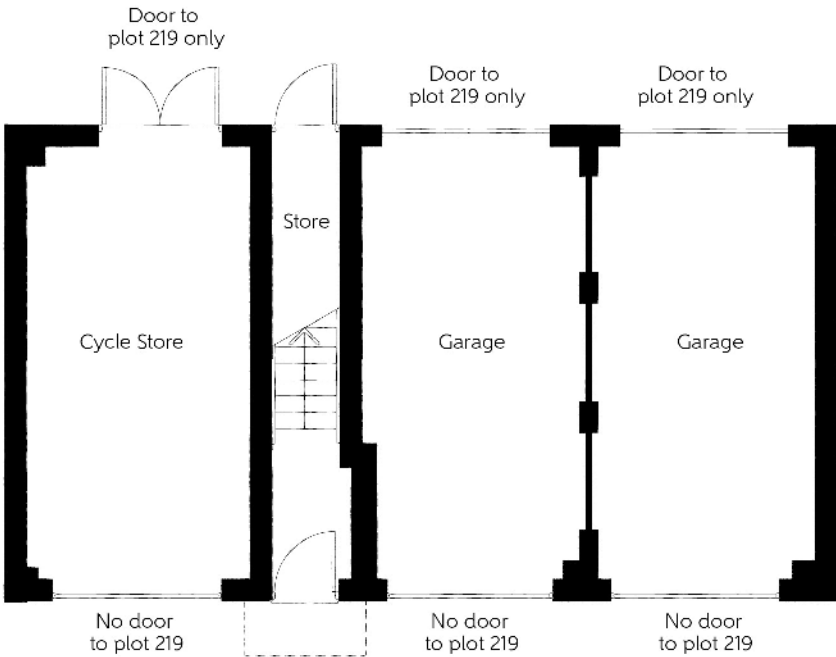 Door to
plot 219 only
Door to
plot 219 only
Door to
plot 219 only
Store
Cycle Store
Garage
Garage
No door
to plot 219
No door
to plot 219
No door
to plot 219